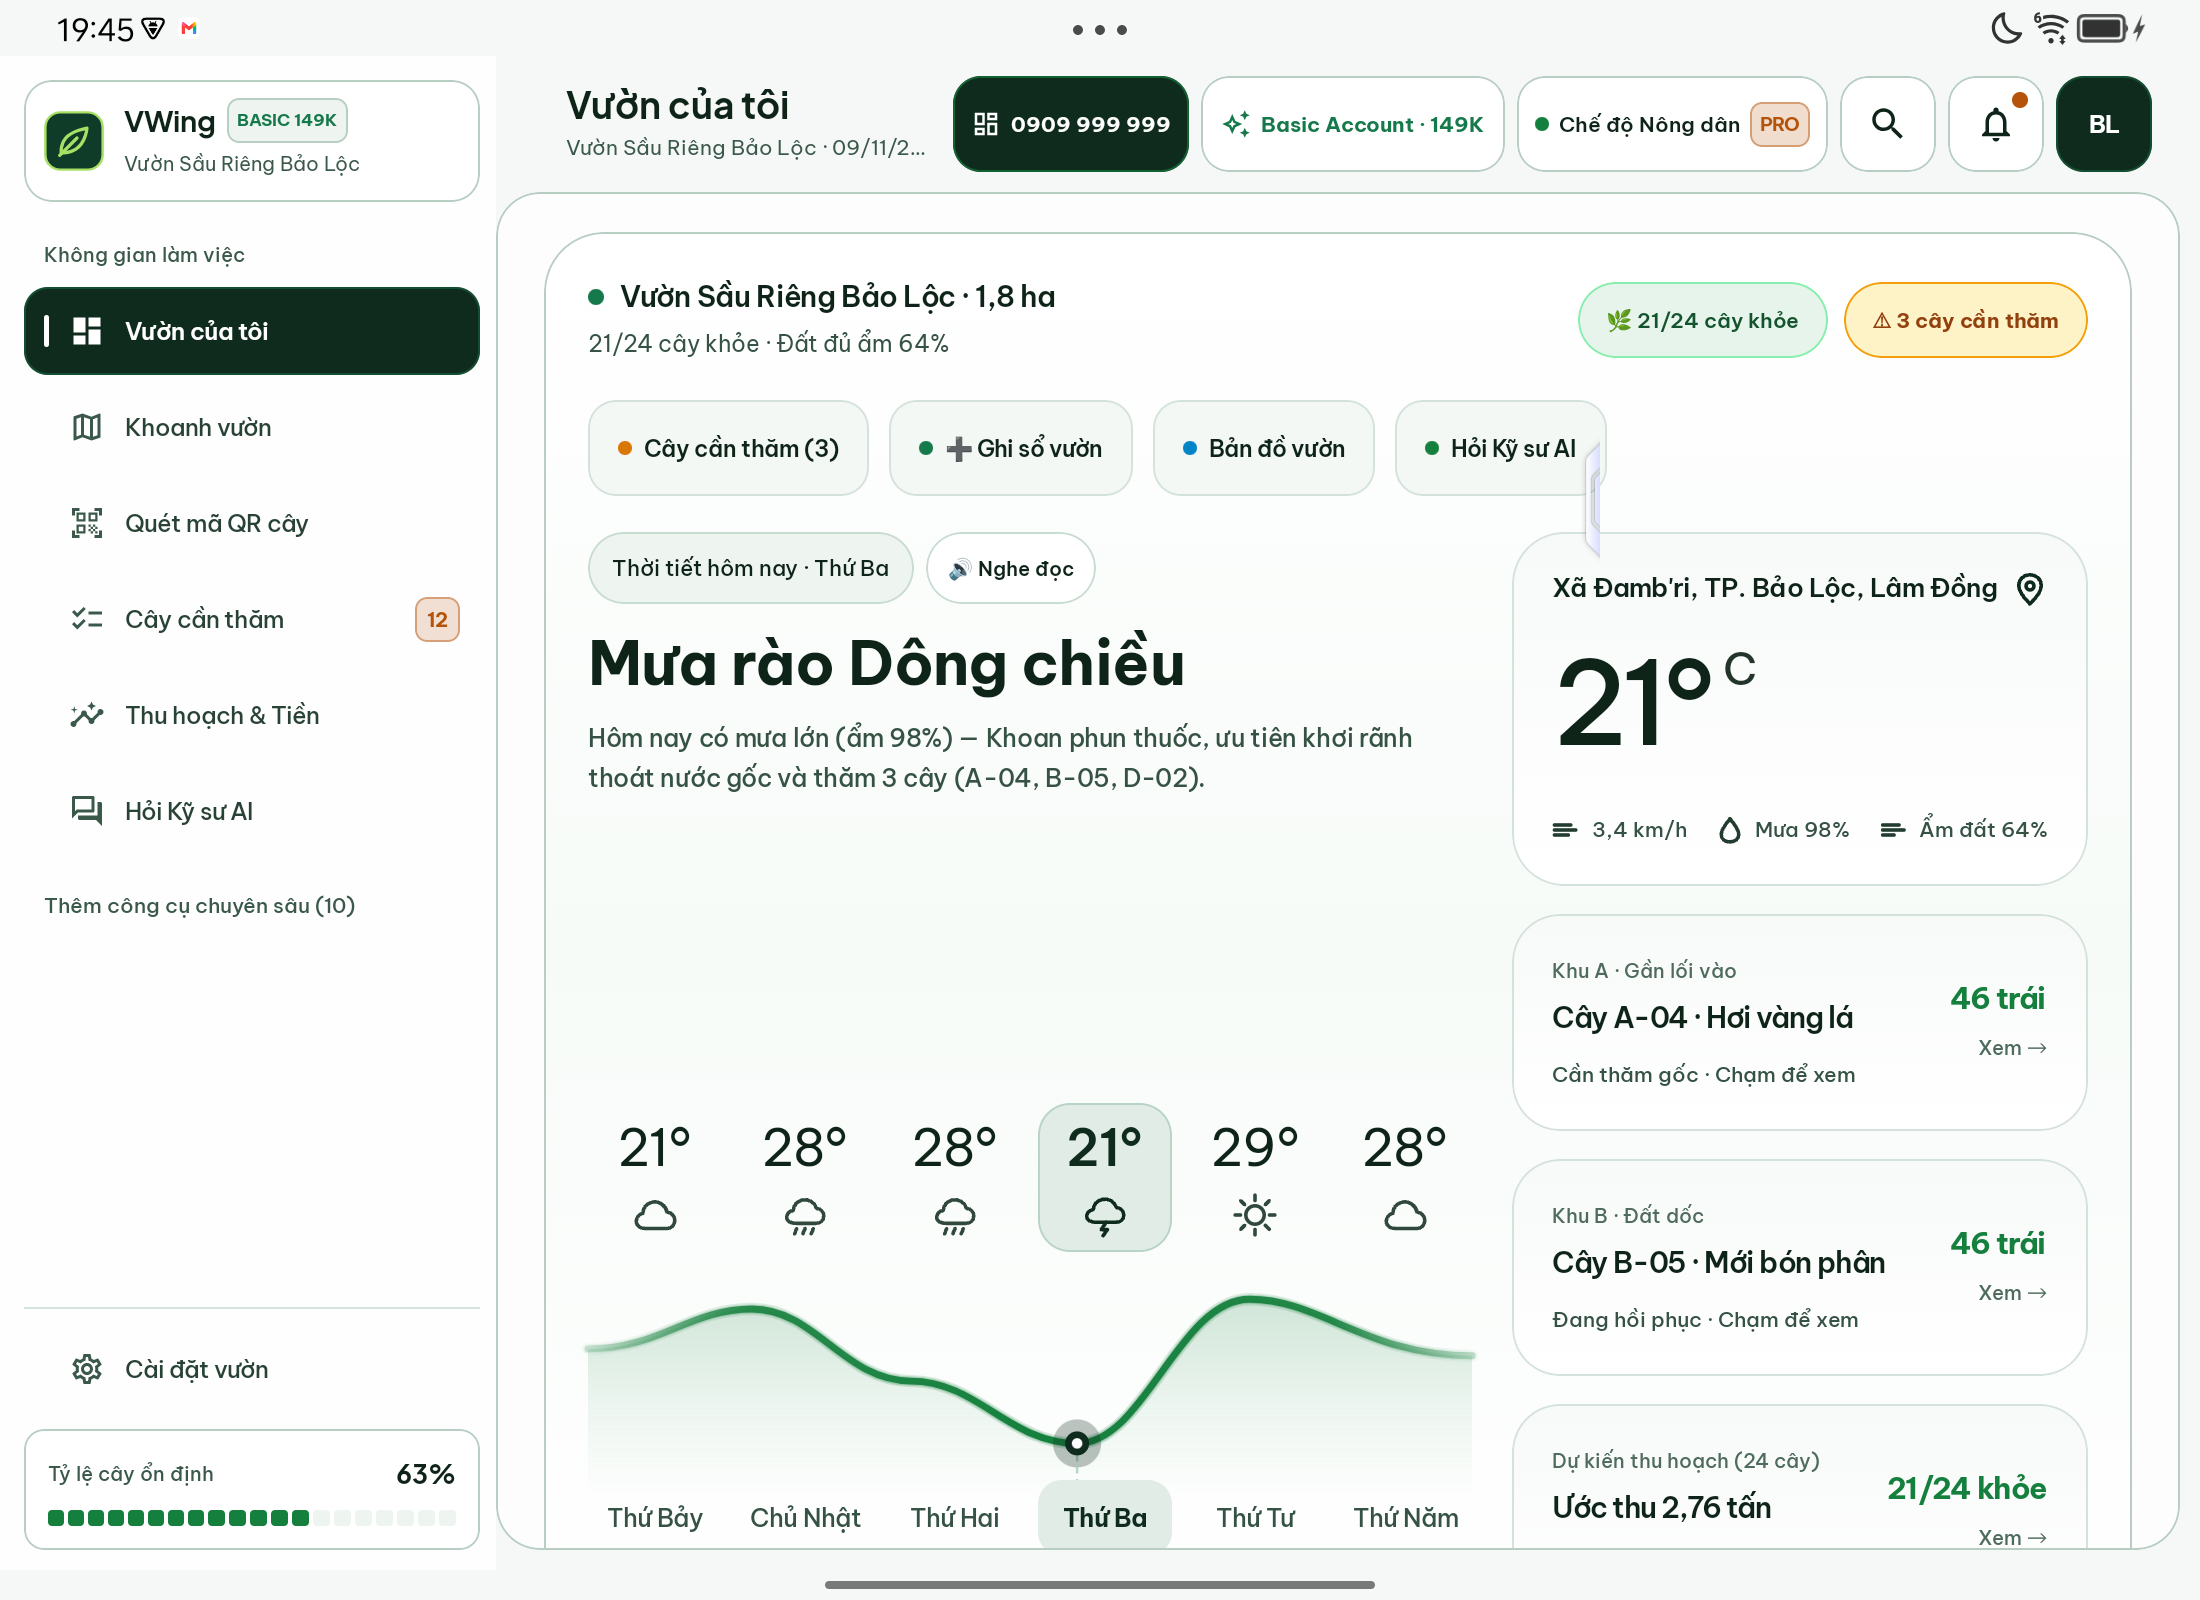 19:45
VWing BASIC 149K
Vườn Sầu Riêng Bảo Lộc
Không gian làm việc
Vườn của tôi
Khoanh vườn
Quét mã QR cây
Cây cần thăm 12
Thu hoạch & Tiền
Hỏi Kỹ sư AI
Thêm công cụ chuyên sâu (10)
Cài đặt vườn
Tỷ lệ cây ổn định 63%
Vườn của tôi
Vườn Sầu Riêng Bảo Lộc · 09/11/2...
0909 999 999
Basic Account · 149K
Chế độ Nông dân PRO
BL
Vườn Sầu Riêng Bảo Lộc · 1,8 ha
21/24 cây khỏe · Đất đủ ẩm 64%
🌿 21/24 cây khỏe
⚠ 3 cây cần thăm
Cây cần thăm (3)
➕ Ghi sổ vườn
Bản đồ vườn
Hỏi Kỹ sư AI
Thời tiết hôm nay · Thứ Ba
🔊 Nghe đọc
Mưa rào Dông chiều
Hôm nay có mưa lớn (ẩm 98%) — Khoan phun thuốc, ưu tiên khơi rãnh
thoát nước gốc và thăm 3 cây (A-04, B-05, D-02).
21° 28° 28° 21° 29° 28°
Thứ Bảy Chủ Nhật Thứ Hai Thứ Ba Thứ Tư Thứ Năm
Xã Đamb'ri, TP. Bảo Lộc, Lâm Đồng
21° C
3,4 km/h Mưa 98% Ẩm đất 64%
Khu A · Gần lối vào
Cây A-04 · Hơi vàng lá
Cần thăm gốc · Chạm để xem
46 trái
Xem →
Khu B · Đất dốc
Cây B-05 · Mới bón phân
Đang hồi phục · Chạm để xem
46 trái
Xem →
Dự kiến thu hoạch (24 cây)
Ước thu 2,76 tấn
21/24 khỏe
Xem →